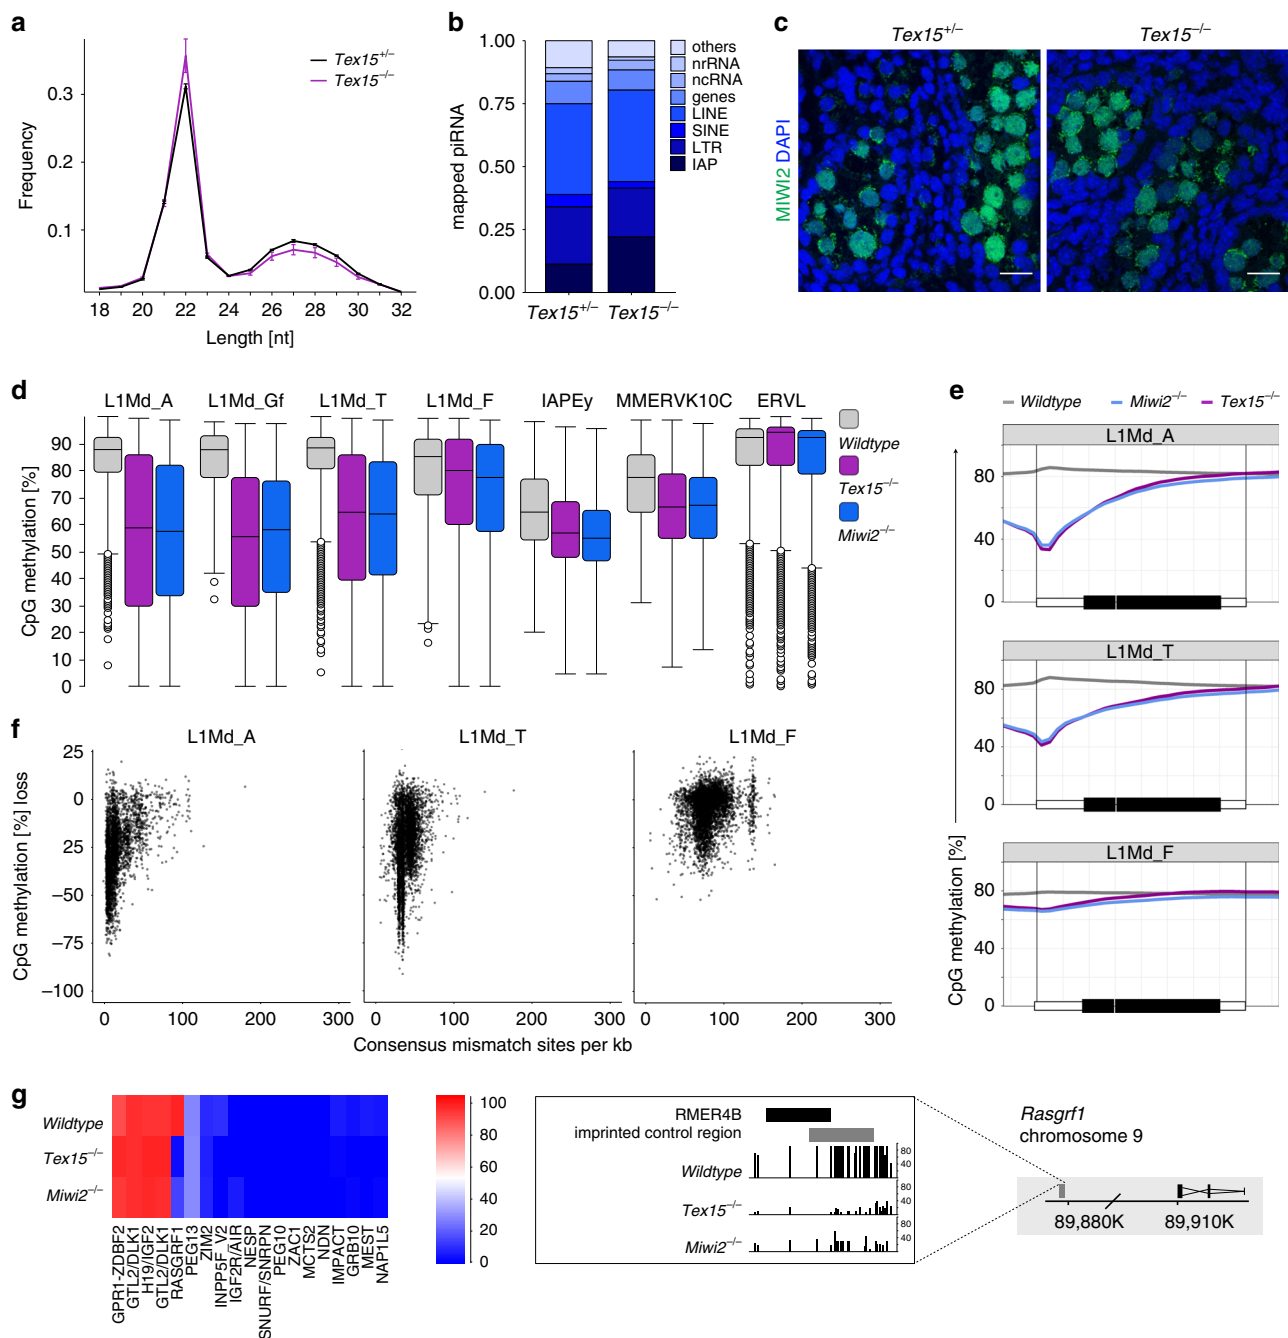 a
Tex15+/–
Tex15–/–
Frequency
0.3
0.2
0.1
18 20 22 24 26 28 30 32
Length [nt]
b
mapped piRNA
1.00
0.75
0.50
0.25
0.00
Tex15+/– Tex15–/–
others
nrRNA
ncRNA
genes
LINE
SINE
LTR
IAP
c
Tex15+/– Tex15–/–
MIWI2 DAPI
d
L1Md_A L1Md_Gf L1Md_T L1Md_F IAPEy MMERVK10C ERVL
CpG methylation [%]
90
80
70
60
50
40
30
20
10
0
Wildtype
Tex15–/–
Miwi2–/–
e
Wildtype Miwi2–/– Tex15–/–
L1Md_A
80
40
0
L1Md_T
80
40
0
L1Md_F
80
40
0
CpG methylation [%]
f
L1Md_A L1Md_T L1Md_F
CpG methylation [%] loss
25
0
25
–50
–75
–100
0 100 200 300 0 100 200 300 0 100 200 300
Consensus mismatch sites per kb
g
Wildtype
Tex15–/–
Miwi2–/–
GPR1-ZDBF2
GTL2/DLK1
H19/IGF2
GTL2/DLK1
RASGRF1
PEG13
ZIM2
INPP5F_V2
IGF2R/AIR
NESP
SNURF/SNRPN
PEG10
ZAC1
MCTS2
NDN
IMPACT
GRB10
MEST
NAP1L5
100
80
60
40
20
0
RMER4B
imprinted control region
Wildtype
80
40
Tex15–/–
80
40
Miwi2–/–
80
40
Rasgrf1
chromosome 9
89,880K 89,910K